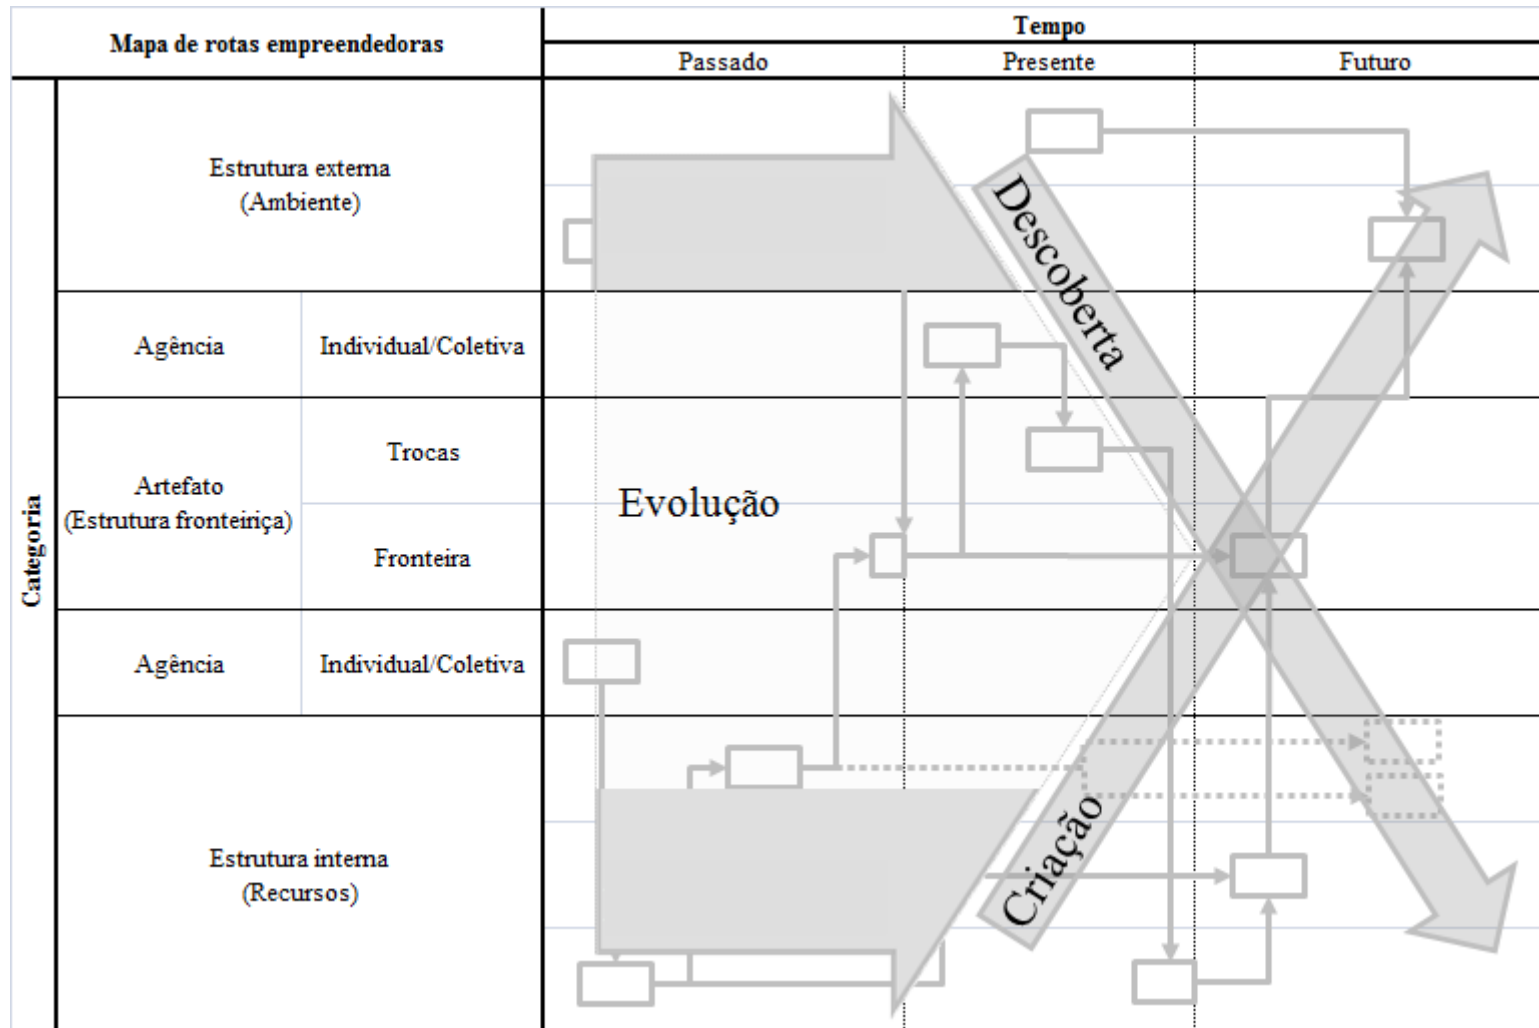 Mapa de rotas empreendedoras
Tempo
Passado
Presente
Futuro
Categoria
Estrutura externa
(Ambiente)
Descoberta
Agência
Individual/Coletiva
Artefato
(Estrutura fronteiriça)
Trocas
Evolução
Fronteira
Agência
Individual/Coletiva
Estrutura interna
(Recursos)
Criação